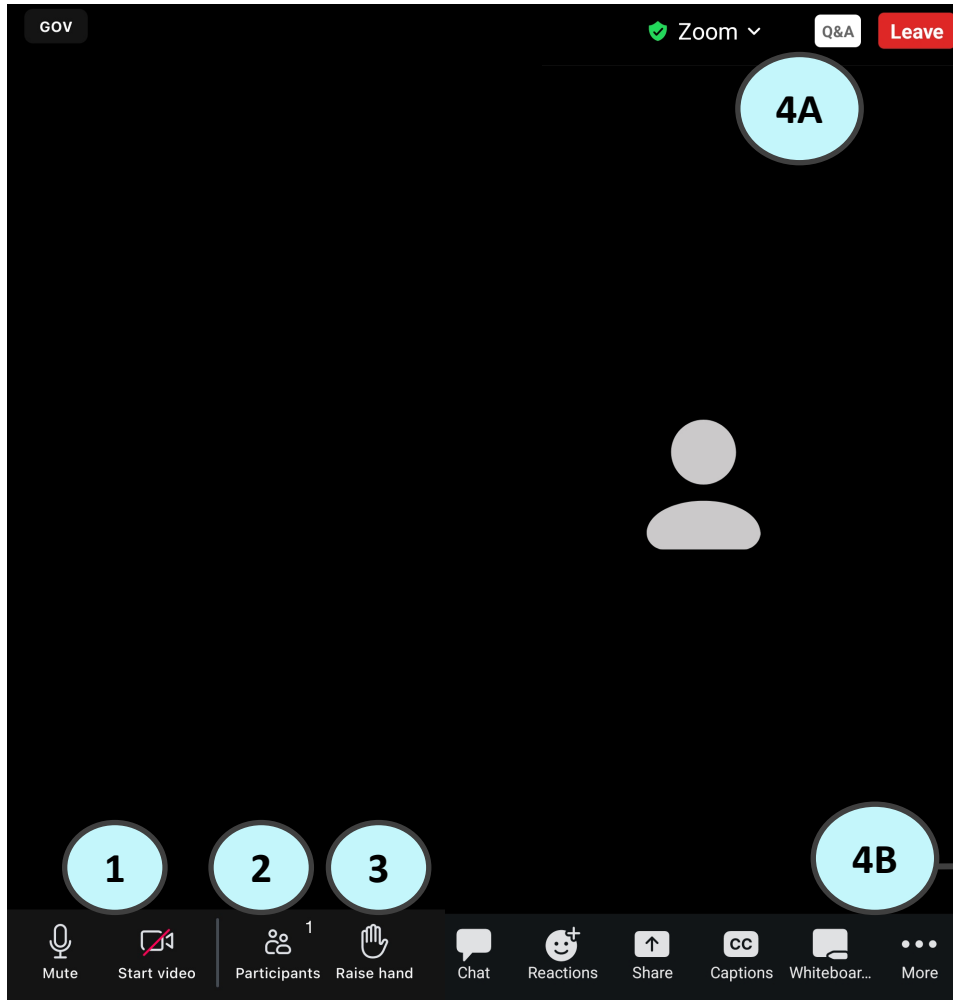 GOV
Zoom
Q&A
Leave
4A
4B
1
2
3
1
Mute
Start video
Participants
Raise hand
Chat
Reactions
Share
CC
Captions
Whiteboar...
More